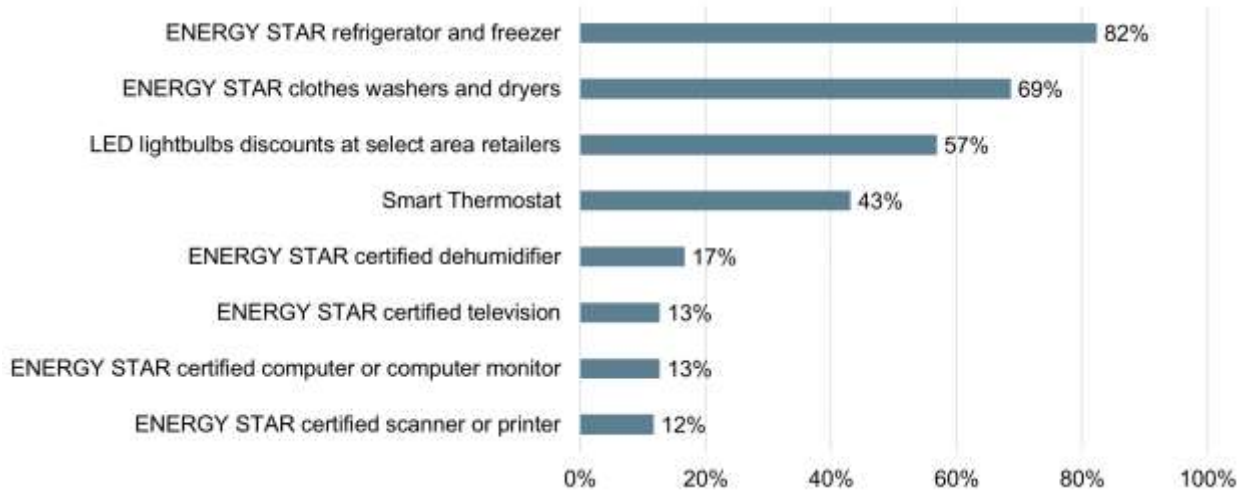 ENERGY STAR refrigerator and freezer 82%
ENERGY STAR clothes washers and dryers 69%
LED lightbulbs discounts at select area retailers 57%
Smart Thermostat 43%
ENERGY STAR certified dehumidifier 17%
ENERGY STAR certified television 13%
ENERGY STAR certified computer or computer monitor 13%
ENERGY STAR certified scanner or printer 12%
0% 20% 40% 60% 80% 100%